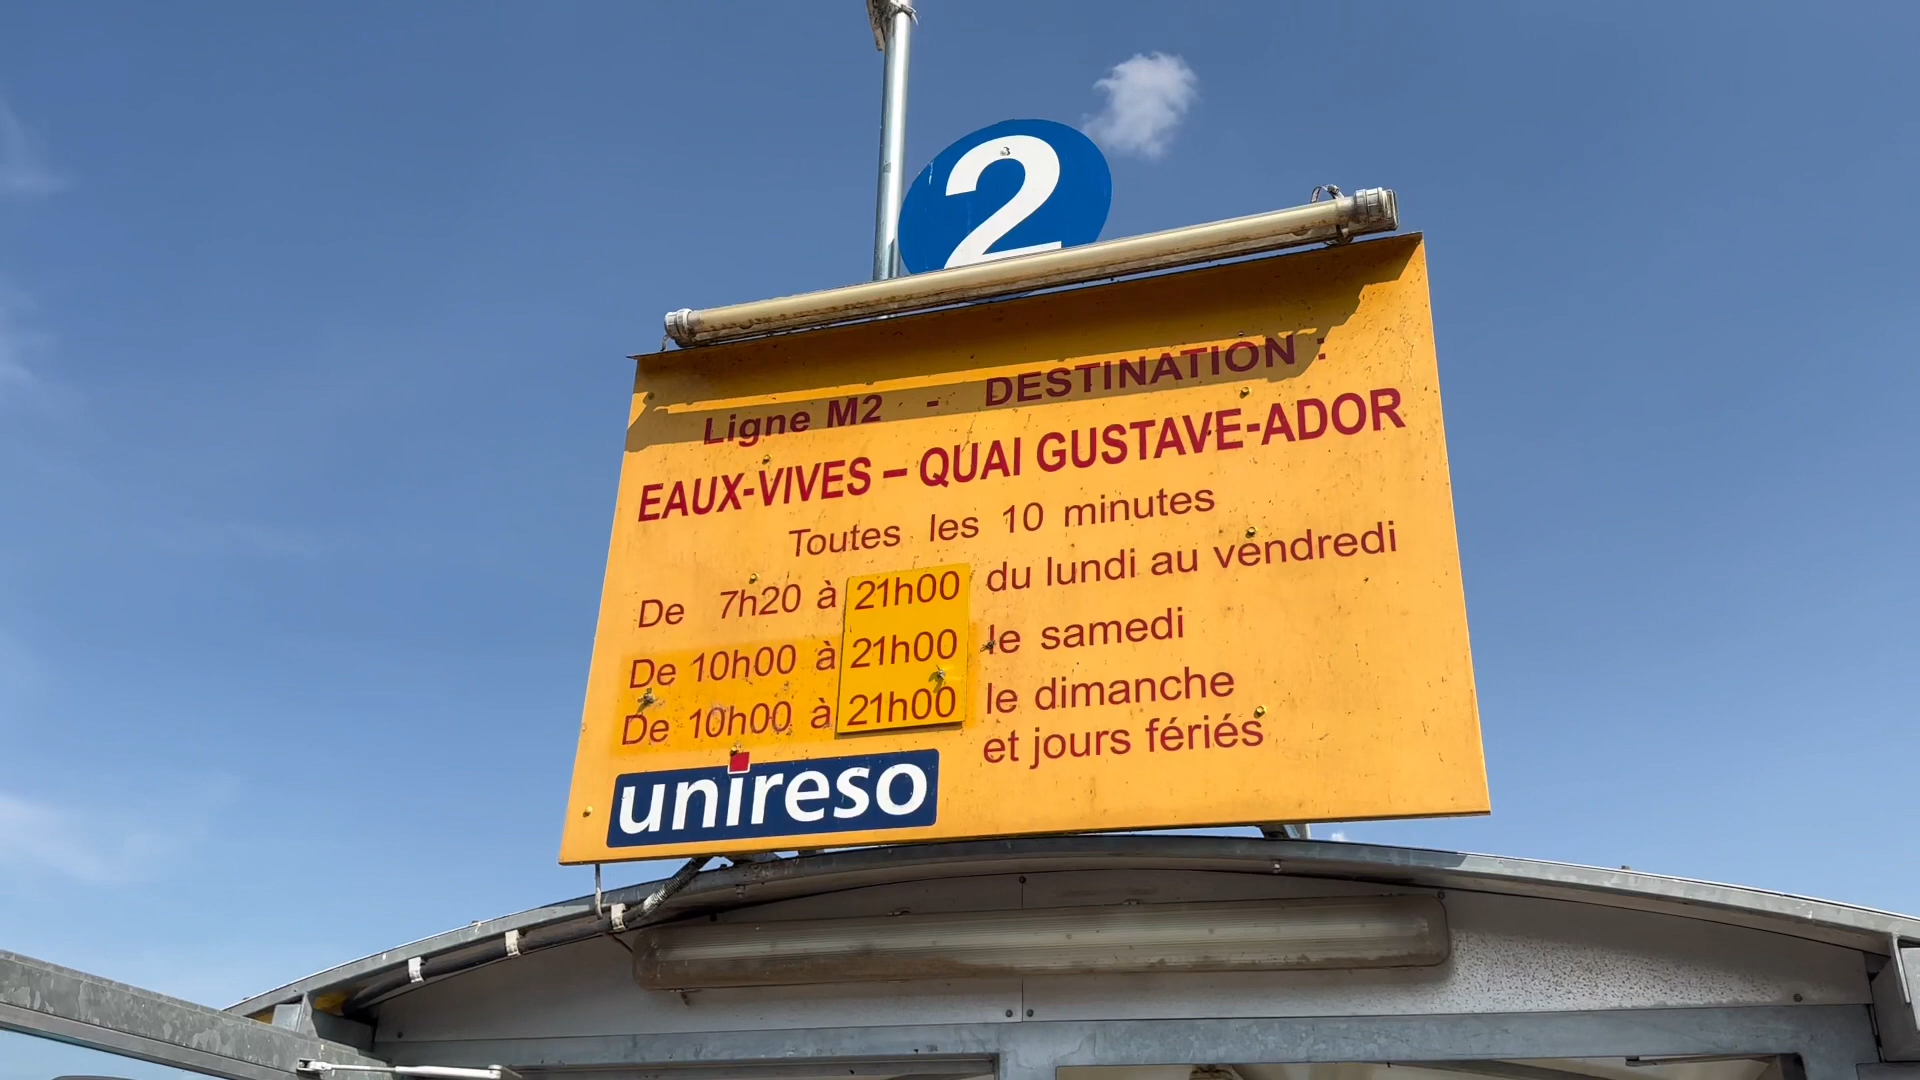 2
Ligne M2 - DESTINATION :
EAUX-VIVES – QUAI GUSTAVE-ADOR
Toutes les 10 minutes
De 7h20 à 21h00 du lundi au vendredi
De 10h00 à 21h00 le samedi
De 10h00 à 21h00 le dimanche
et jours fériés
unireso